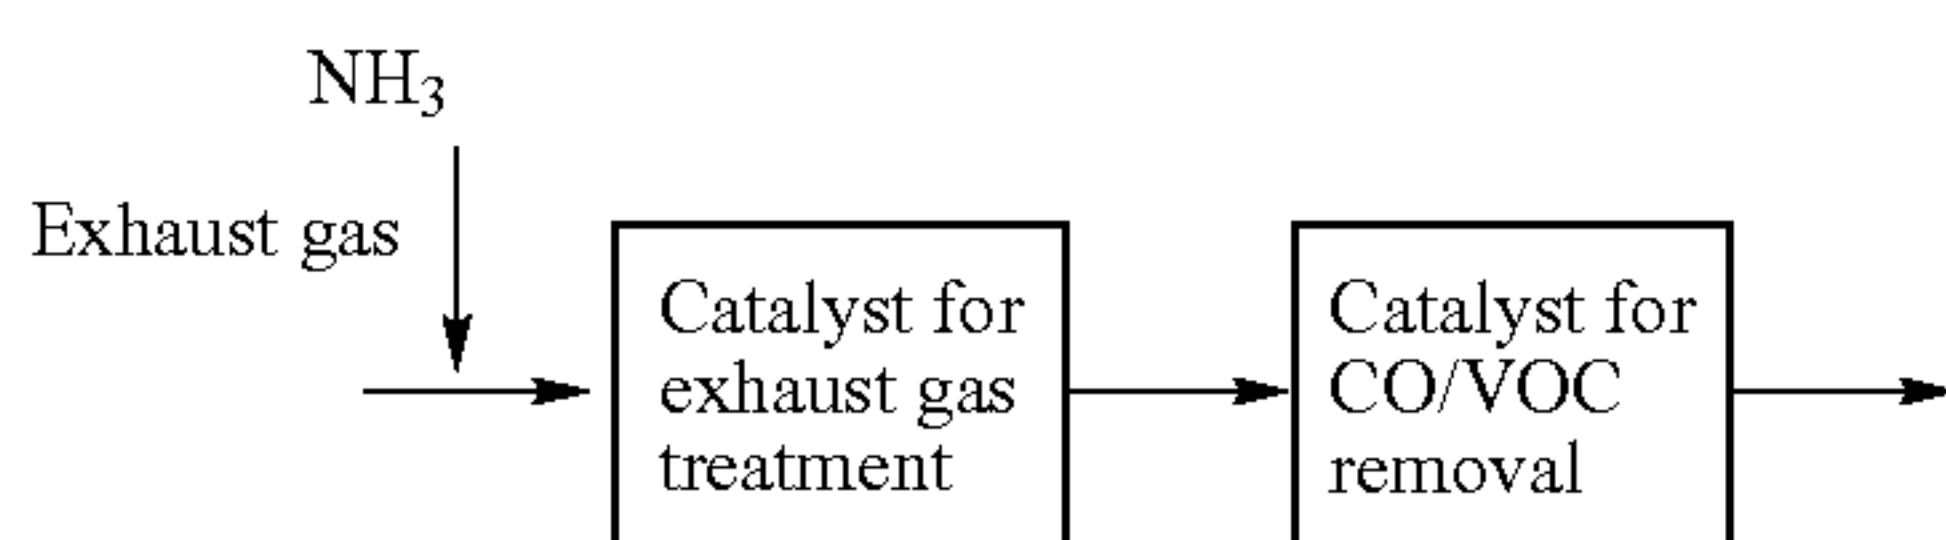 NH₃
Exhaust gas
Catalyst for
exhaust gas
treatment
Catalyst for
CO/VOC
removal